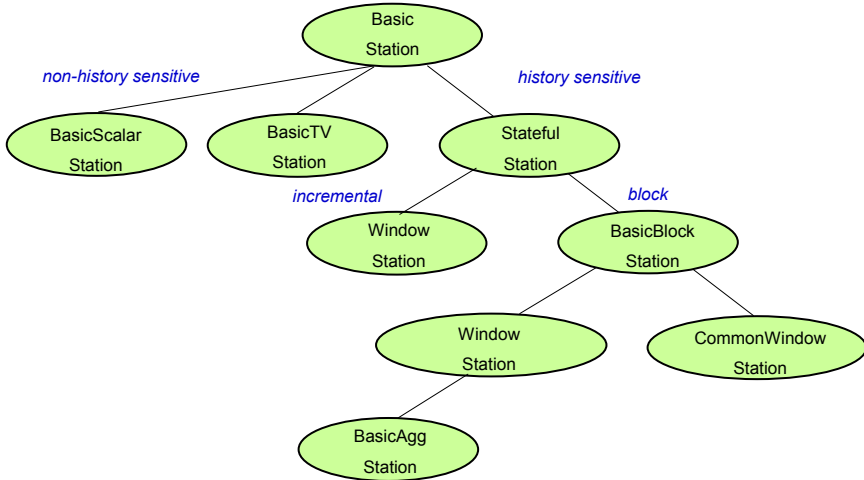 Basic
Station
non-history sensitive
history sensitive
BasicScalar
Station
BasicTV
Station
Stateful
Station
incremental
block
Window
Station
BasicBlock
Station
Window
Station
CommonWindow
Station
BasicAgg
Station